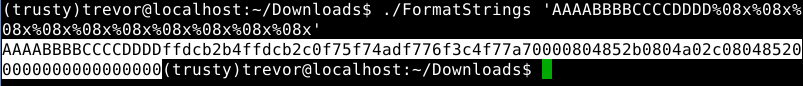 (trusty)trevor@localhost:~/Downloads$ ./FormatStrings 'AAAABBBBCCCCDDDD%08x%08x%
08x%08x%08x%08x%08x%08x%08x%08x'
AAAABBBBCCCCDDDDffdcb2b4ffdcb2c0f75f74adf776f3c4f77a70000804852b0804a02c08048520
0000000000000000(trusty)trevor@localhost:~/Downloads$